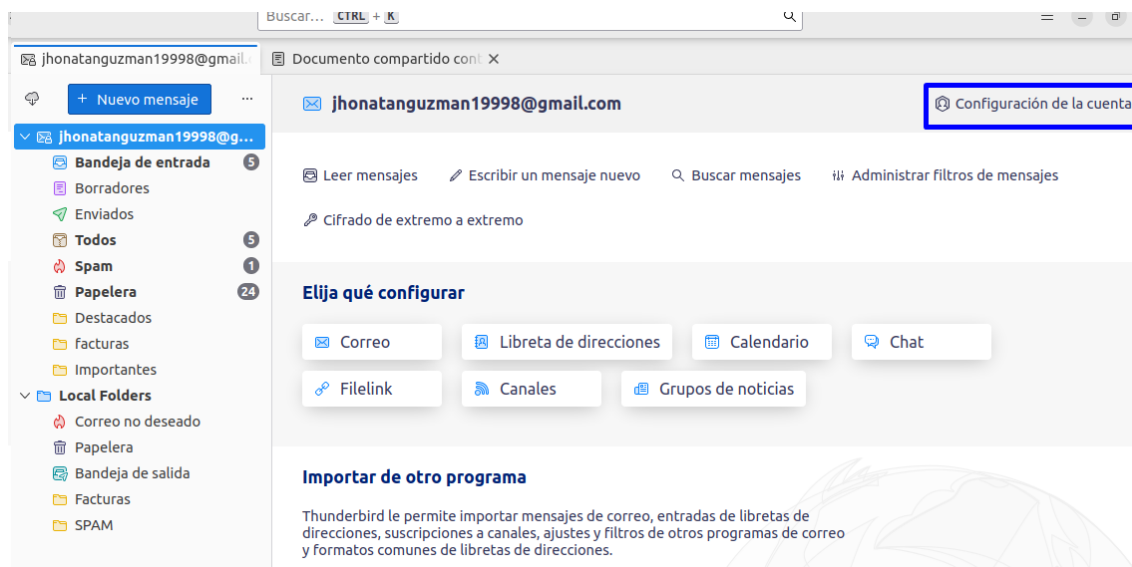 Buscar... CTRL + K
jhonatanguzman19998@gmail.
Documento compartido con
+ Nuevo mensaje ...
jhonatanguzman19998@gmail.com
Configuración de la cuenta
jhonatanguzman19998@g...
Bandeja de entrada 5
Borradores
Enviados
Todos 5
Spam 1
Papelera 24
Destacados
facturas
Importantes
Local Folders
Correo no deseado
Papelera
Bandeja de salida
Facturas
SPAM
Leer mensajes Escribir un mensaje nuevo Buscar mensajes Administrar filtros de mensajes
Cifrado de extremo a extremo
Elija qué configurar
Correo Libreta de direcciones Calendario Chat
Filelink Canales Grupos de noticias
Importar de otro programa
Thunderbird le permite importar mensajes de correo, entradas de libretas de
direcciones, suscripciones a canales, ajustes y filtros de otros programas de correo
y formatos comunes de libretas de direcciones.